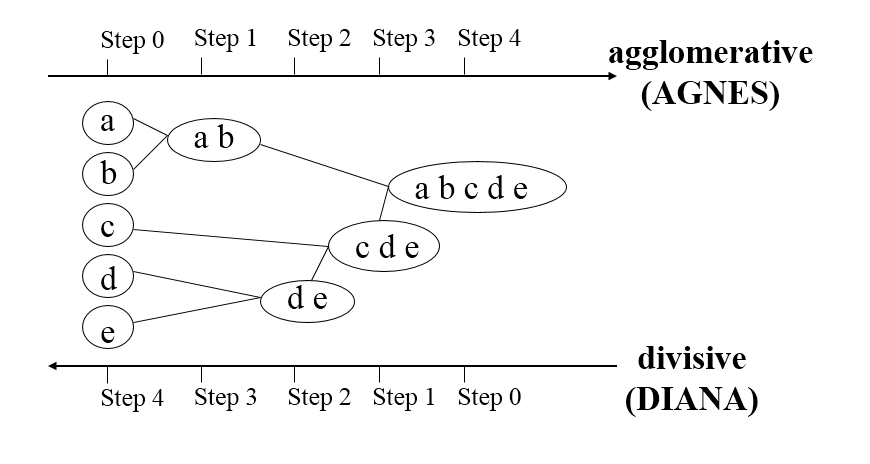 Step 0 Step 1 Step 2 Step 3 Step 4
agglomerative
(AGNES)
a
a b
b
a b c d e
c
c d e
d
d e
e
divisive
(DIANA)
Step 4 Step 3 Step 2 Step 1 Step 0